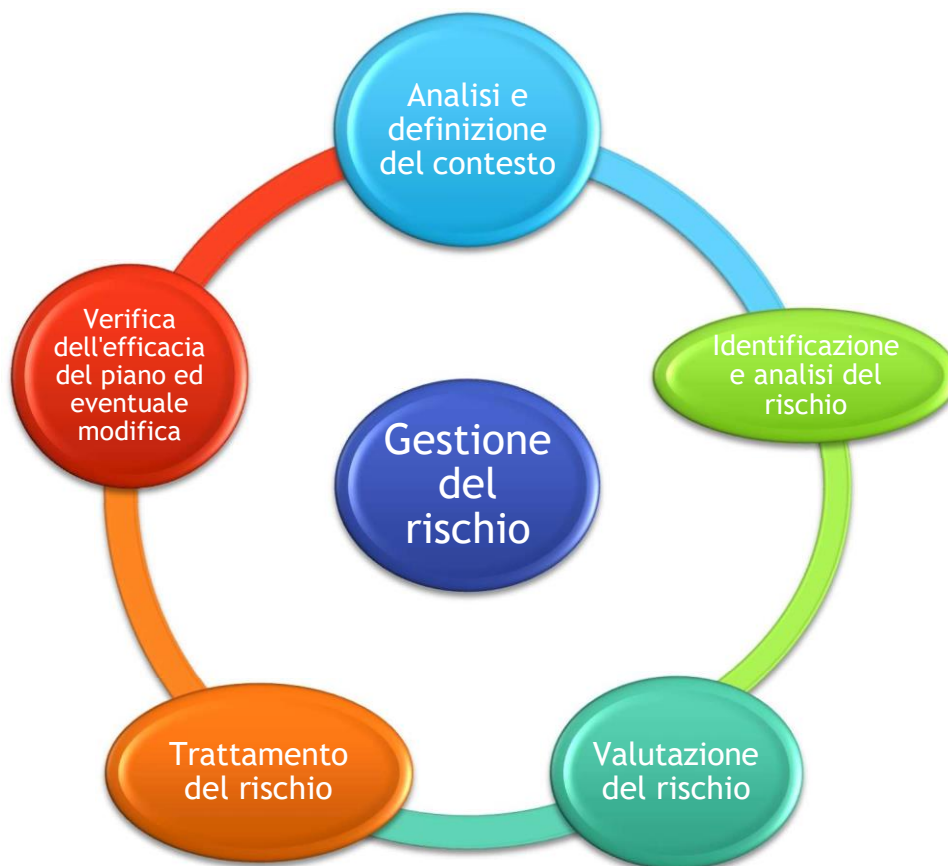 Analisi e
definizione
del contesto
Identificazione
e analisi del
rischio
Valutazione
del rischio
Trattamento
del rischio
Verifica
dell'efficacia
del piano ed
eventuale
modifica
Gestione
del
rischio